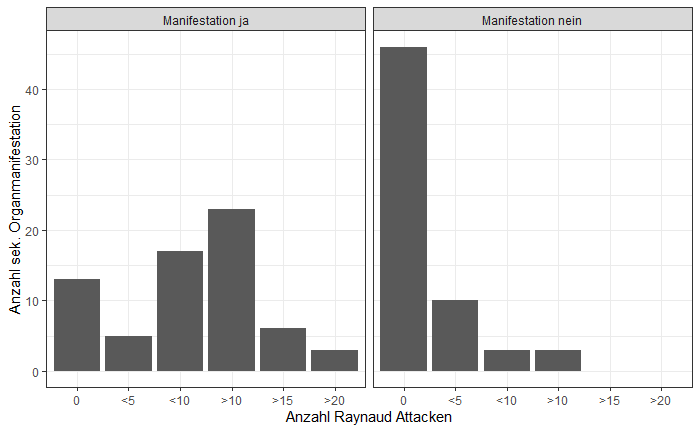 Manifestation ja
Manifestation nein
Anzahl sek. Organmanifestation
40
30
20
10
0
0 <5 <10 >10 >15 >20
0 <5 <10 >10 >15 >20
Anzahl Raynaud Attacken